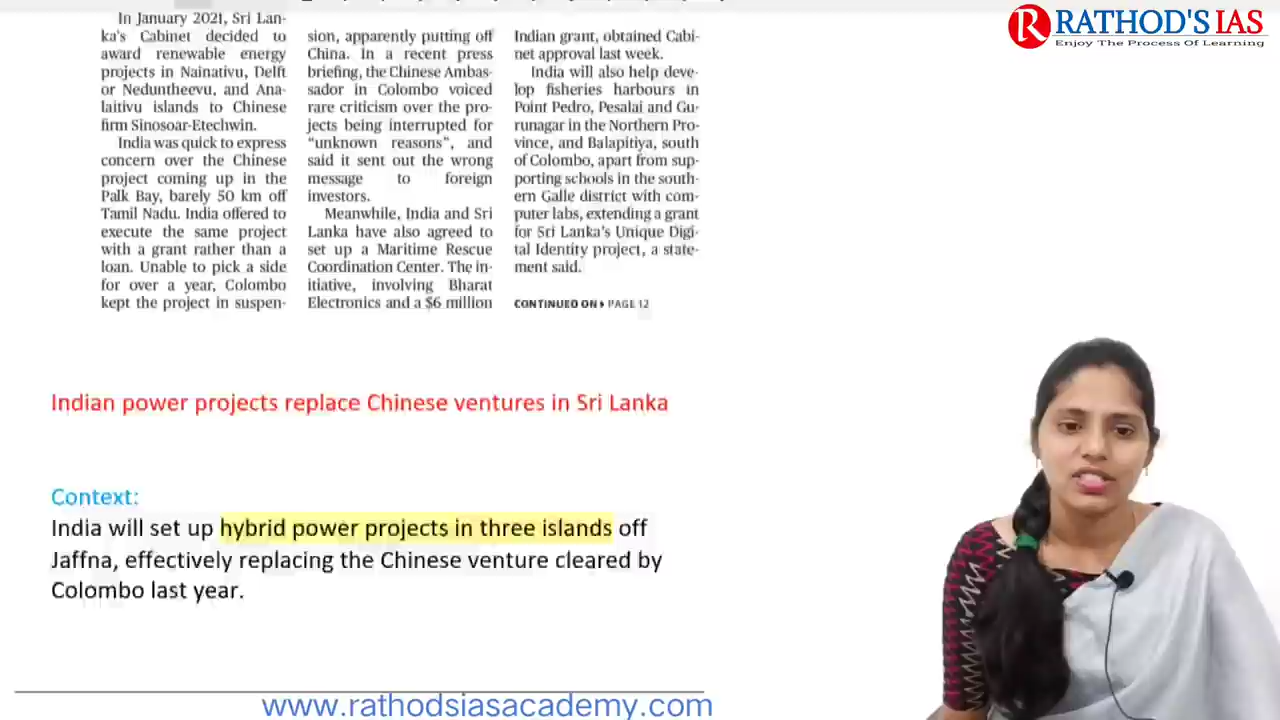 In January 2021, Sri Lan-
ka's Cabinet decided to
award renewable energy
projects in Nainativu, Delft
or Neduntheevu, and Ana-
laitivu islands to Chinese
firm Sinosoar-Etechwin.
India was quick to express
concern over the Chinese
project coming up in the
Palk Bay, barely 50 km off
Tamil Nadu. India offered to
execute the same project
with a grant rather than a
loan. Unable to pick a side
for over a year, Colombo
kept the project in suspen-
sion, apparently putting off
China. In a recent press
briefing, the Chinese Ambas-
sador in Colombo voiced
rare criticism over the pro-
jects being interrupted for
“unknown reasons”, and
said it sent out the wrong
message to foreign
investors.
Meanwhile, India and Sri
Lanka have also agreed to
set up a Maritime Rescue
Coordination Center. The in-
itiative, involving Bharat
Electronics and a $6 million
Indian grant, obtained Cabi-
net approval last week.
India will also help deve-
lop fisheries harbours in
Point Pedro, Pesalai and Gu-
runagar in the Northern Pro-
vince, and Balapitiya, south
of Colombo, apart from sup-
porting schools in the south-
ern Galle district with com-
puter labs, extending a grant
for Sri Lanka's Unique Digi-
tal Identity project, a state-
ment said.
CONTINUED ON PAGE 12
R RATHOD'S IAS
Enjoy The Process Of Learning
Indian power projects replace Chinese ventures in Sri Lanka
Context:
India will set up hybrid power projects in three islands off
Jaffna, effectively replacing the Chinese venture cleared by
Colombo last year.
www.rathodsiasacademy.com